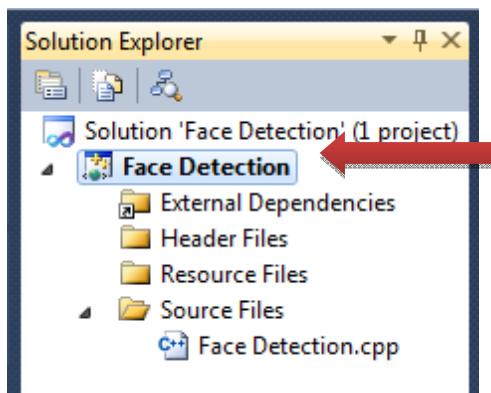 Solution Explorer
Solution 'Face Detection' (1 project)
Face Detection
External Dependencies
Header Files
Resource Files
Source Files
C++ Face Detection.cpp